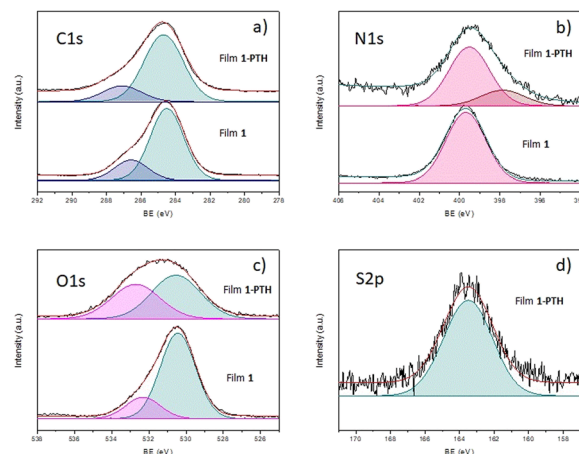 C1s
a)
Film 1-PTH
Film 1
Intensity (a.u.)
292 290 288 286 284 282 280 278
BE (eV)
N1s
b)
Film 1-PTH
Film 1
Intensity (a.u.)
406 404 402 400 398 396
BE (eV)
O1s
c)
Film 1-PTH
Film 1
Intensity (a.u.)
536 534 532 530 528 526
BE (eV)
S2p
d)
Film 1-PTH
Intensity (a.u.)
171 170 168 165 163 162 160 158
BE (eV)